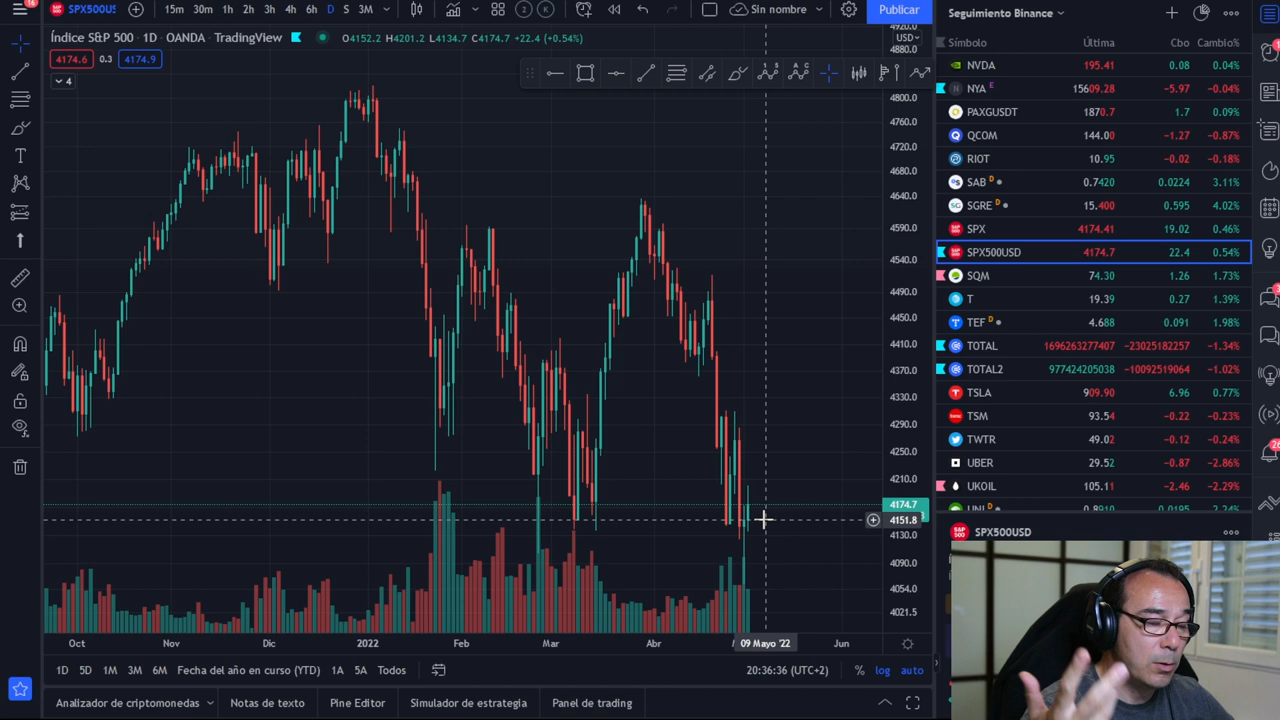 16
SPX500US
15m 30m 1h 2h 3h 4h 6h D S 3M
2 K
Sin nombre
Publicar
Índice S&P 500 · 1D · OANDA · TradingView
O4152.2 H4201.2 L4134.7 C4174.7 +22.4 (+0.54%)
USD
4174.6 0.3 4174.9
4
4880.0
4800.0
4760.0
4720.0
4680.0
4640.0
4590.0
4540.0
4490.0
4450.0
4410.0
4370.0
4330.0
4290.0
4250.0
4210.0
4174.7
4151.8
4130.0
4090.0
4054.0
4021.5
Oct Nov Dic 2022 Feb Mar Abr 09 Mayo '22 Jun
1D 5D 1M 3M 6M Fecha del año en curso (YTD) 1A 5A Todos
20:36:36 (UTC+2) % log auto
Analizador de criptomonedas Notas de texto Pine Editor Simulador de estrategia Panel de trading
Seguimiento Binance
Símbolo Última Cbo Cambio%
NVDA 195.41 0.08 0.04%
NYA E 15609.28 −5.97 −0.04%
PAXGUSDT 1870.7 1.7 0.09%
QCOM 144.00 −1.27 −0.87%
RIOT 10.95 −0.02 −0.18%
SAB D 0.7420 0.0224 3.11%
SGRE D 15.400 0.595 4.02%
SPX 4174.41 19.02 0.46%
SPX500USD 4174.7 22.4 0.54%
SQM 74.30 1.26 1.73%
T 19.39 0.27 1.39%
TEF D 4.688 0.091 1.98%
TOTAL 1696263277407 −23025182257 −1.34%
TOTAL2 977424205038 −10092519064 −1.02%
TSLA 909.90 6.96 0.77%
TSM 93.54 −0.22 −0.23%
TWTR 49.02 −0.12 −0.24%
UBER 29.52 −0.87 −2.86%
UKOIL 105.11 −2.46 −2.29%
SPX500USD